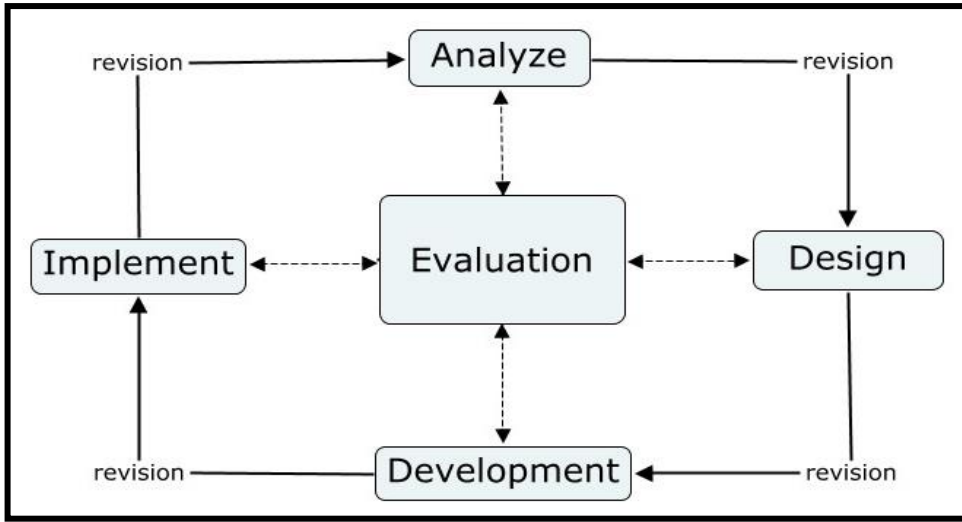 revision
Analyze
revision
Implement
Evaluation
Design
revision
Development
revision